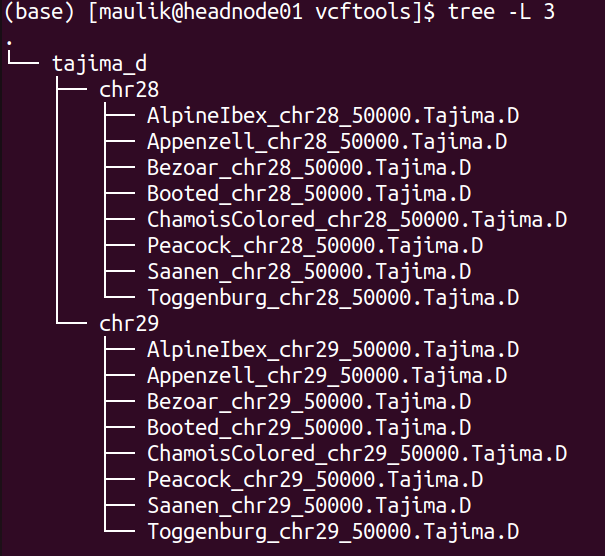 (base) [maulik@headnode01 vcftools]$ tree -L 3
.
└── tajima_d
    ├── chr28
    │   ├── AlpineIbex_chr28_50000.Tajima.D
    │   ├── Appenzell_chr28_50000.Tajima.D
    │   ├── Bezoar_chr28_50000.Tajima.D
    │   ├── Booted_chr28_50000.Tajima.D
    │   ├── ChamoisColored_chr28_50000.Tajima.D
    │   ├── Peacock_chr28_50000.Tajima.D
    │   ├── Saanen_chr28_50000.Tajima.D
    │   └── Toggenburg_chr28_50000.Tajima.D
    └── chr29
        ├── AlpineIbex_chr29_50000.Tajima.D
        ├── Appenzell_chr29_50000.Tajima.D
        ├── Bezoar_chr29_50000.Tajima.D
        ├── Booted_chr29_50000.Tajima.D
        ├── ChamoisColored_chr29_50000.Tajima.D
        ├── Peacock_chr29_50000.Tajima.D
        ├── Saanen_chr29_50000.Tajima.D
        └── Toggenburg_chr29_50000.Tajima.D